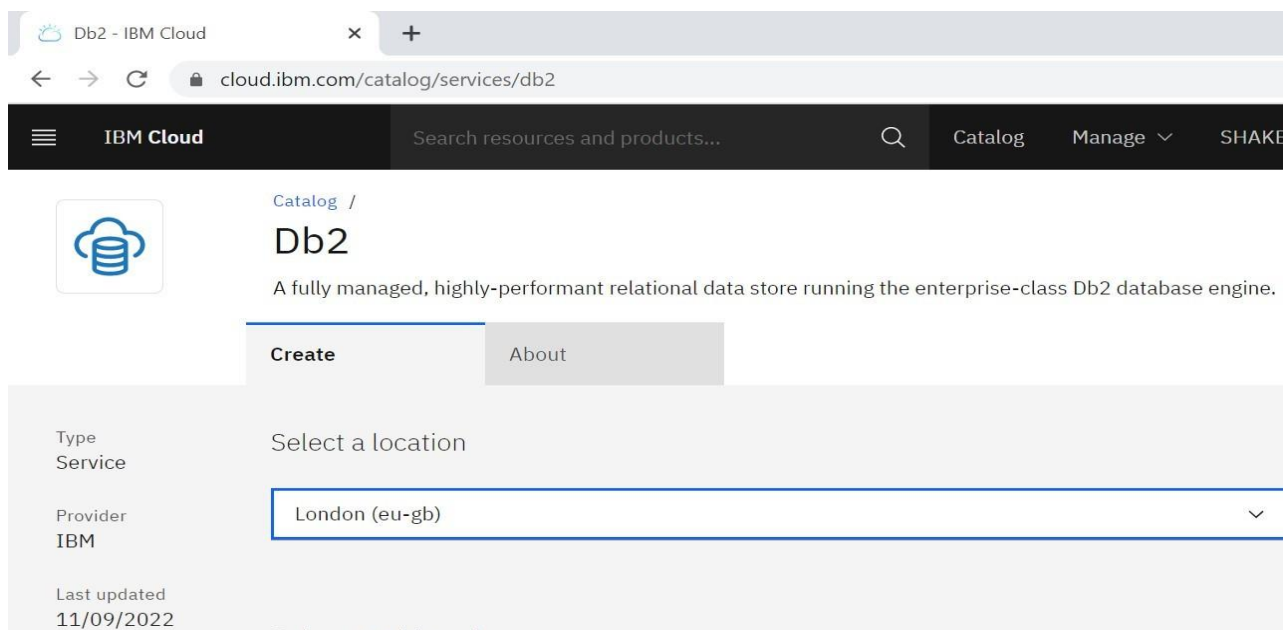 Db2 - IBM Cloud
cloud.ibm.com/catalog/services/db2
IBM Cloud Search resources and products... Catalog Manage SHAKE
Catalog /
Db2
A fully managed, highly-performant relational data store running the enterprise-class Db2 database engine.
Create About
Type
Service
Select a location
Provider
IBM
London (eu-gb)
Last updated
11/09/2022